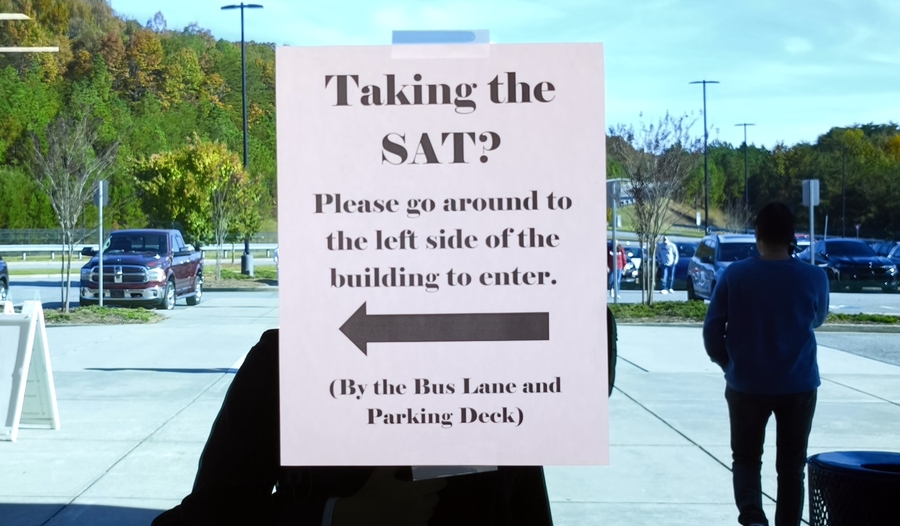 Taking the
SAT?
Please go around to
the left side of the
building to enter.
(By the Bus Lane and
Parking Deck)